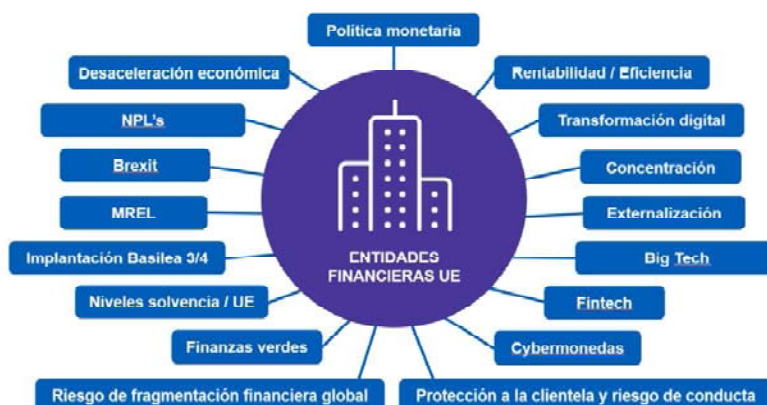 Política monetaria
Desaceleración económica
Rentabilidad / Eficiencia
NPL's
Transformación digital
Brexit
Concentración
MREL
Externalización
ENTIDADES
FINANCIERAS UE
Implantación Basilea 3/4
Big Tech
Niveles solvencia / UE
Fintech
Finanzas verdes
Cybermonedas
Riesgo de fragmentación financiera global
Protección a la clientela y riesgo de conducta